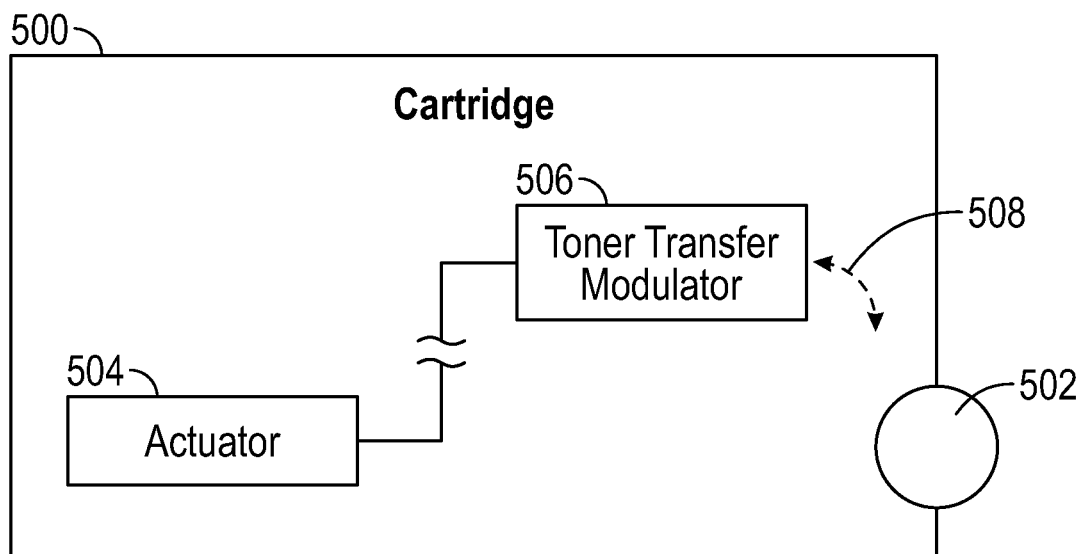 500
Cartridge
506
Toner Transfer
Modulator
508
504
Actuator
502